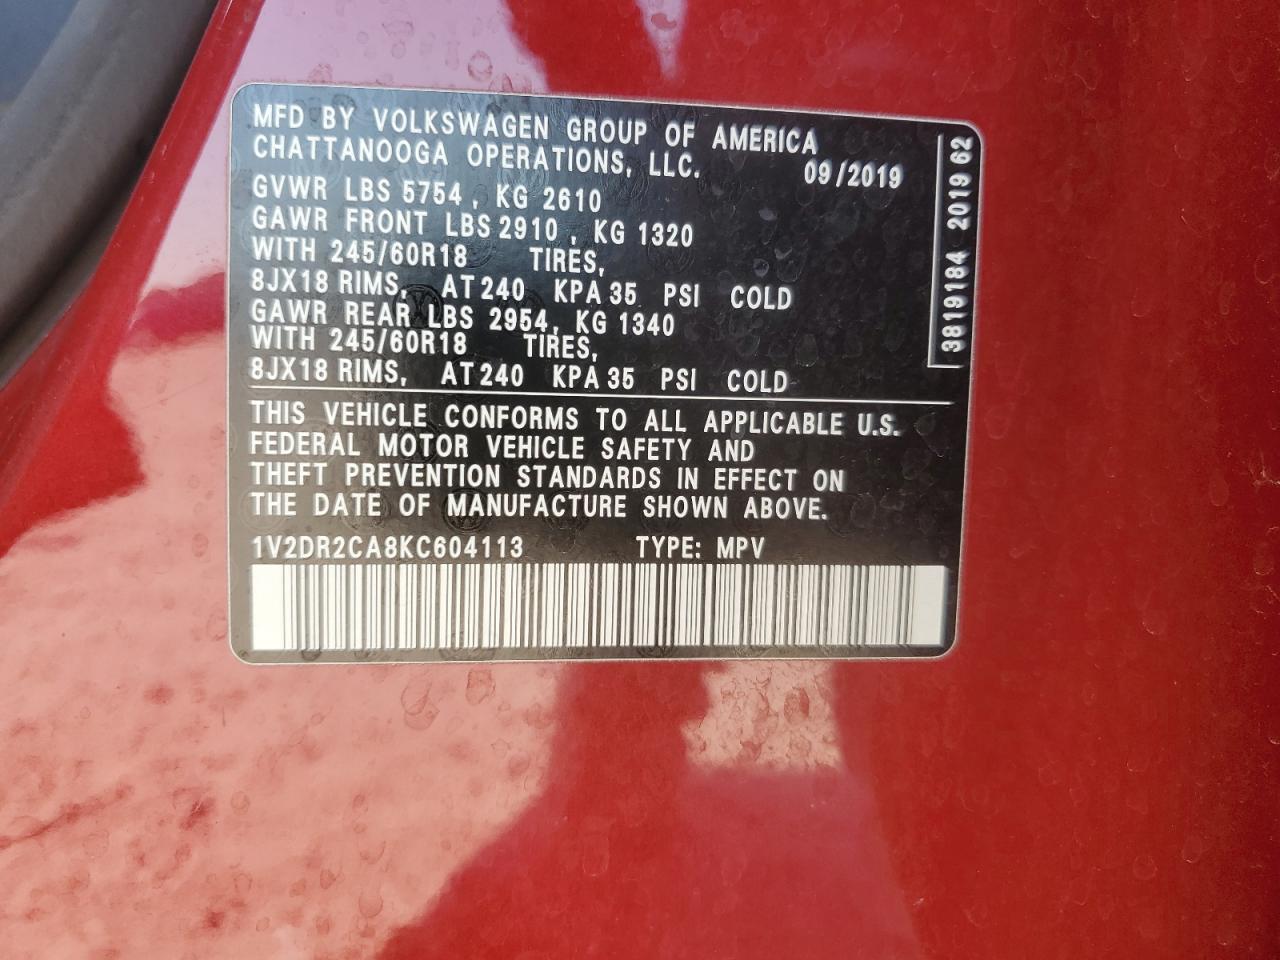 MFD BY VOLKSWAGEN GROUP OF AMERICA
CHATTANOOGA OPERATIONS, LLC. 09/2019
GVWR LBS 5754, KG 2610
GAWR FRONT LBS 2910, KG 1320
WITH 245/60R18 TIRES,
8JX18 RIMS, AT 240 KPA 35 PSI COLD
GAWR REAR LBS 2954, KG 1340
WITH 245/60R18 TIRES,
8JX18 RIMS, AT 240 KPA 35 PSI COLD
THIS VEHICLE CONFORMS TO ALL APPLICABLE U.S.
FEDERAL MOTOR VEHICLE SAFETY AND
THEFT PREVENTION STANDARDS IN EFFECT ON
THE DATE OF MANUFACTURE SHOWN ABOVE.
1V2DR2CA8KC604113 TYPE: MPV
3819184 2019 62